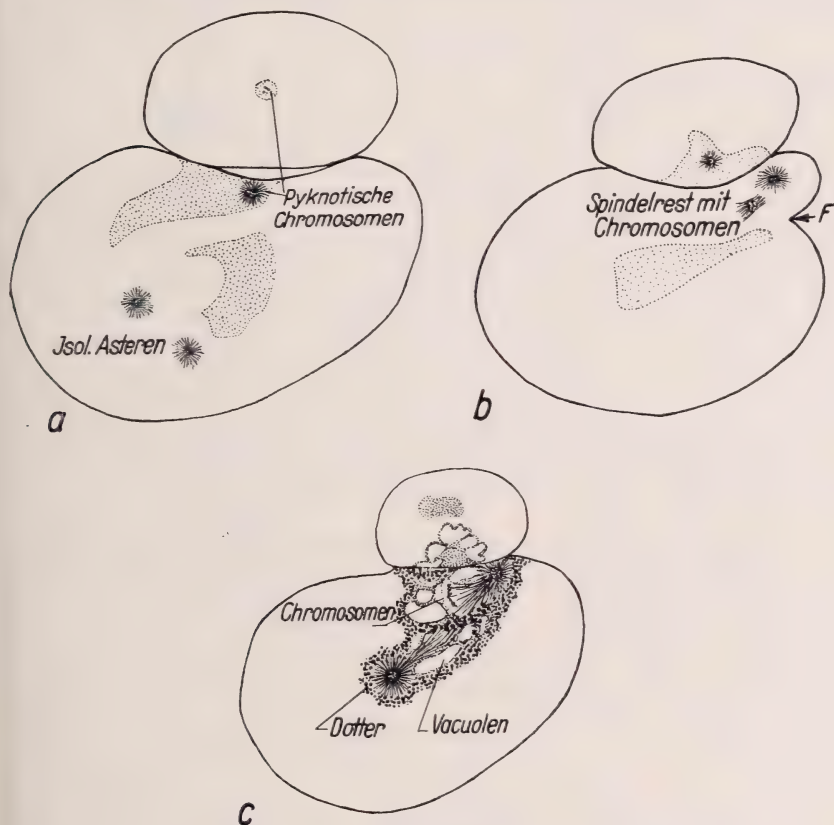 Pyknotische
Chromosomen
Jsol. Asteren
a
Spindelrest mit
Chromosomen
F
b
Chromosomen
Dotter
Vacuolen
c